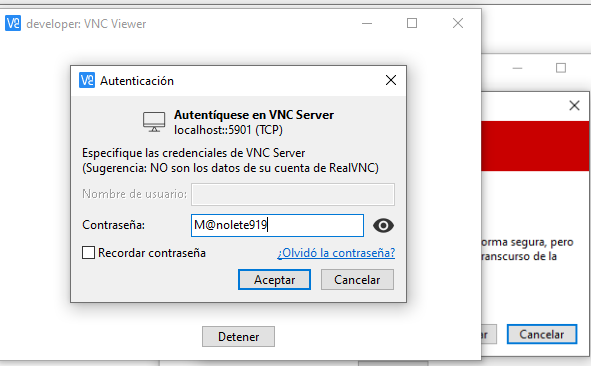 developer: VNC Viewer
Autenticación
Autentíquese en VNC Server
localhost::5901 (TCP)
Especifique las credenciales de VNC Server
(Sugerencia: NO son los datos de su cuenta de RealVNC)
Nombre de usuario:
Contraseña: M@nolete919
Recordar contraseña ¿Olvidó la contraseña?
Aceptar Cancelar
Detener
orma segura, pero
ranscurso de la
ar Cancelar